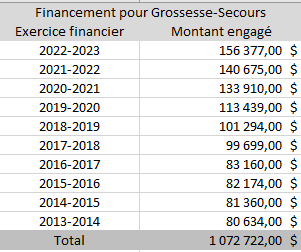 Financement pour Grossesse-Secours
Exercice financier Montant engagé
2022-2023 156 377,00 $
2021-2022 140 675,00 $
2020-2021 133 910,00 $
2019-2020 113 439,00 $
2018-2019 101 294,00 $
2017-2018 99 699,00 $
2016-2017 83 160,00 $
2015-2016 82 174,00 $
2014-2015 81 360,00 $
2013-2014 80 634,00 $
Total 1 072 722,00 $